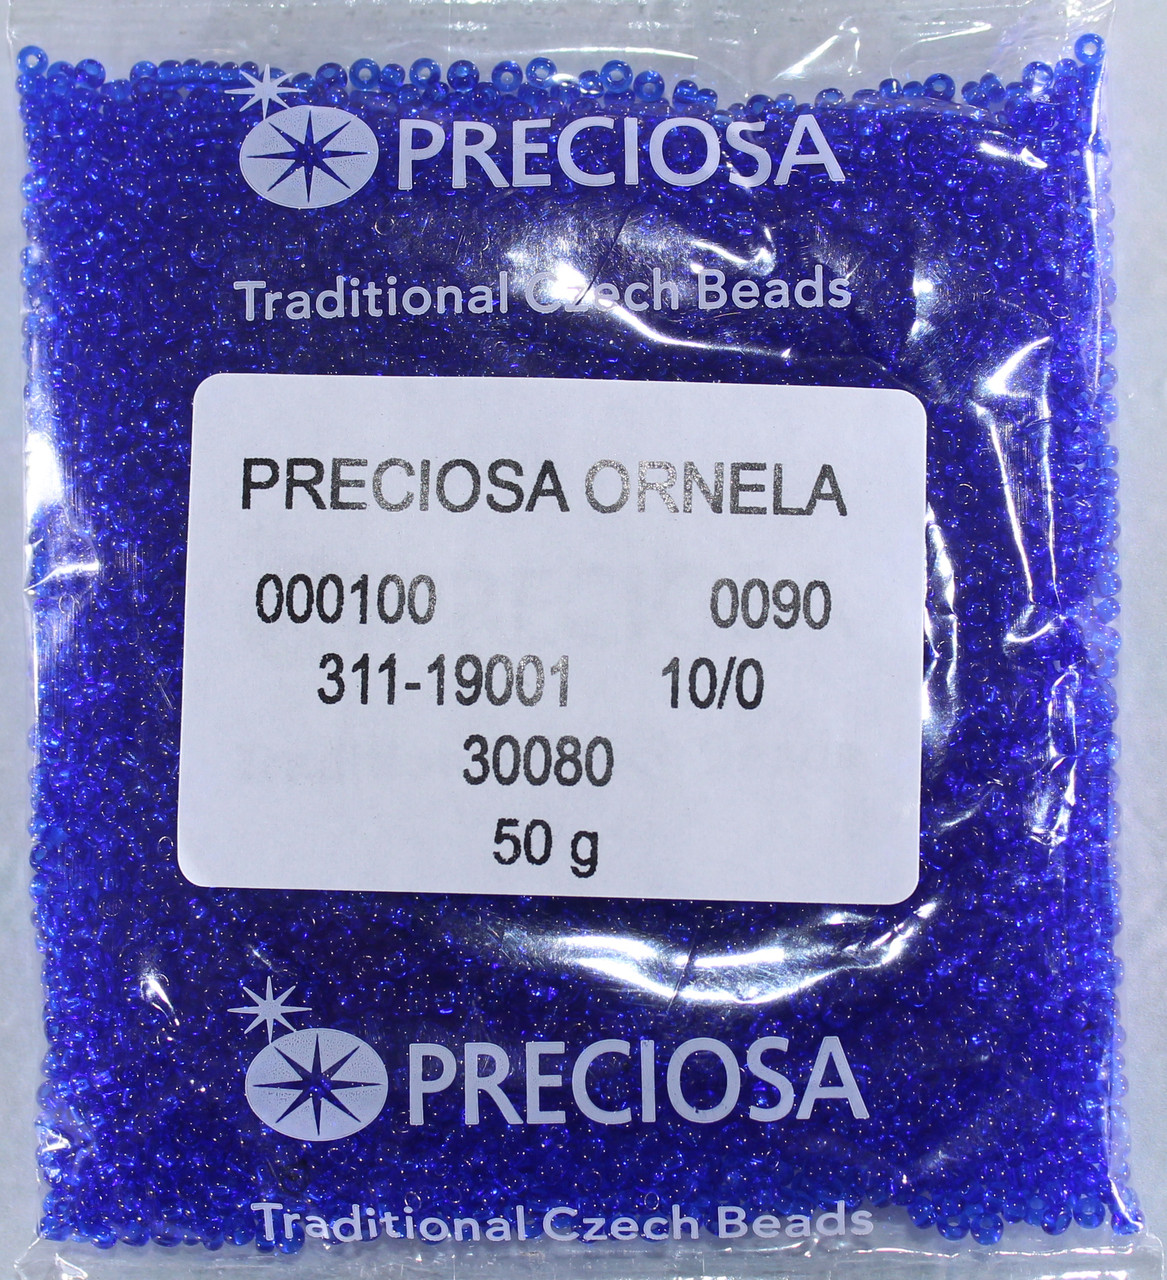 PRECIOSA
Traditional Czech Beads
PRECIOSA ORNELA
000100 0090
311-19001 10/0
30080
50 g
PRECIOSA
Traditional Czech Beads